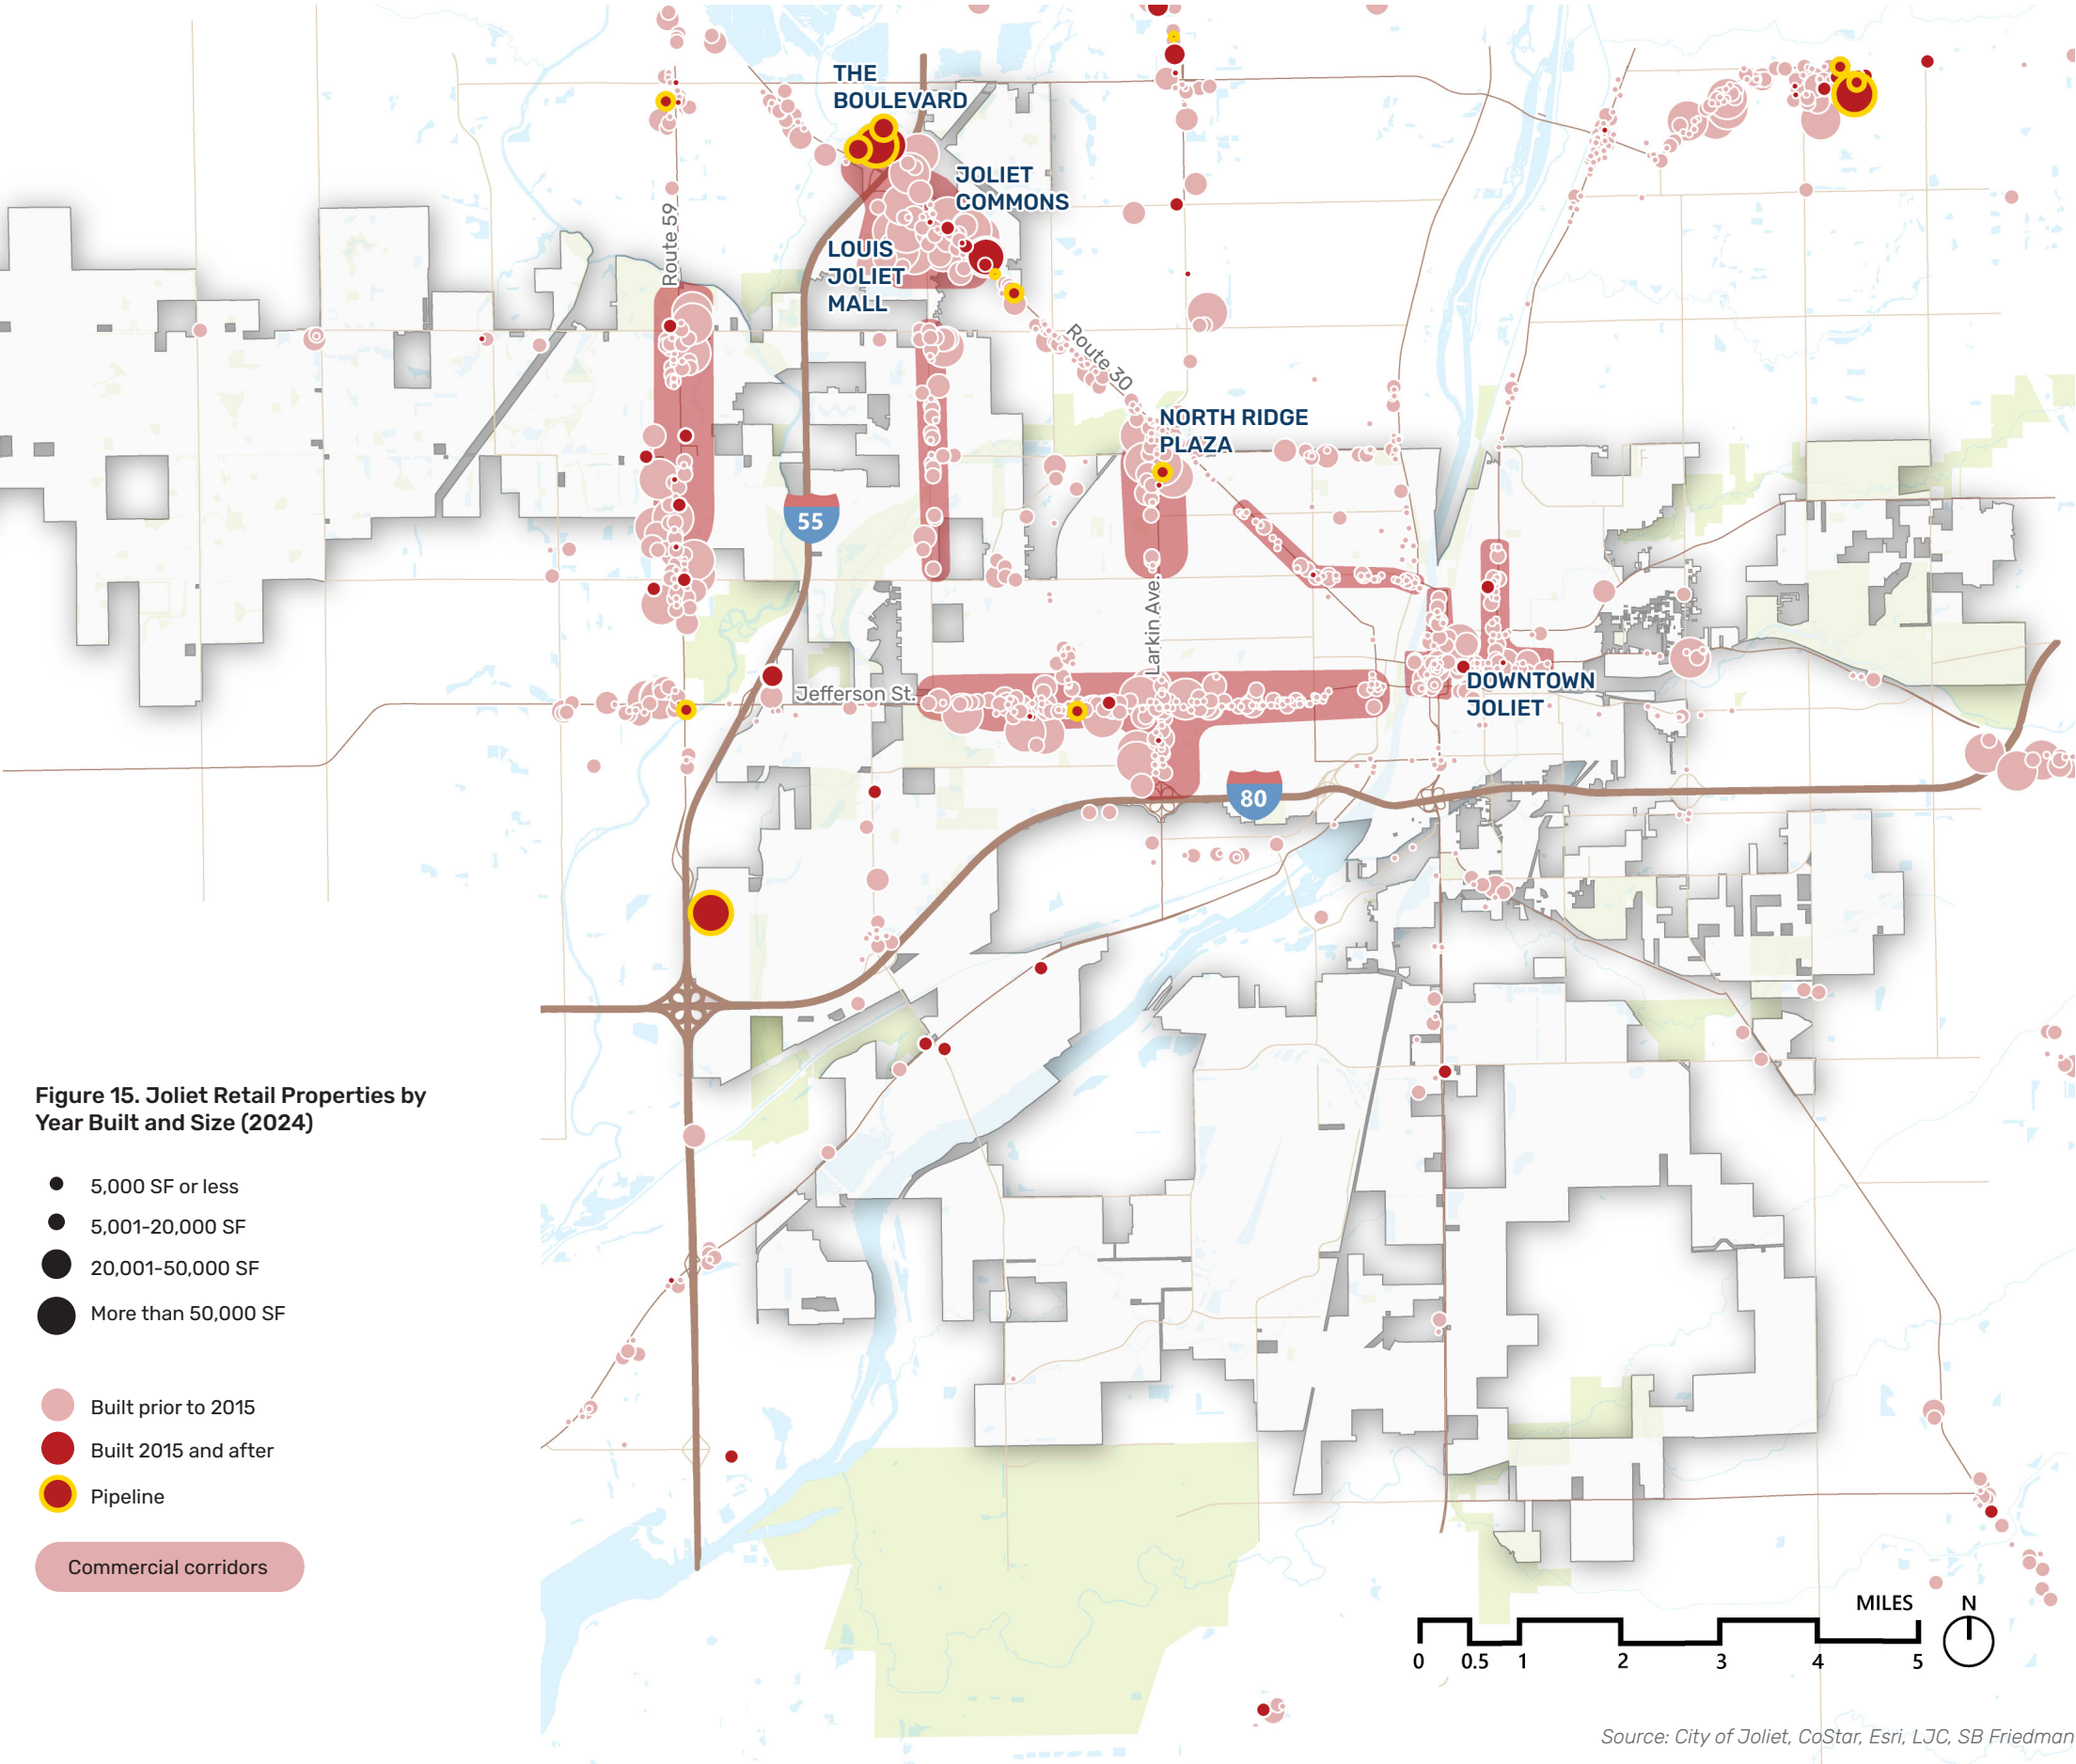 THE
BOULEVARD
JOLIET
COMMONS
Route 59
LOUIS
JOLIET
MALL
Route 30
NORTH RIDGE
PLAZA
55
Larkin Ave.
Jefferson St.
DOWNTOWN
JOLIET
80
Figure 15. Joliet Retail Properties by
Year Built and Size (2024)
5,000 SF or less
5,001-20,000 SF
20,001-50,000 SF
More than 50,000 SF
Built prior to 2015
Built 2015 and after
Pipeline
Commercial corridors
MILES N
0 0.5 1 2 3 4 5
Source: City of Joliet, CoStar, Esri, LJC, SB Friedman